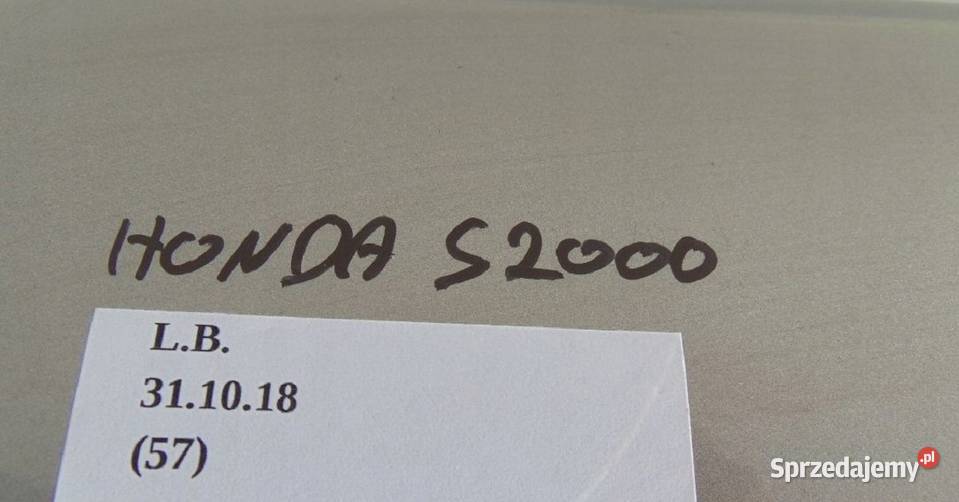 HONDA S2000
L.B.
31.10.18
(57)
Sprzedajemy.pl